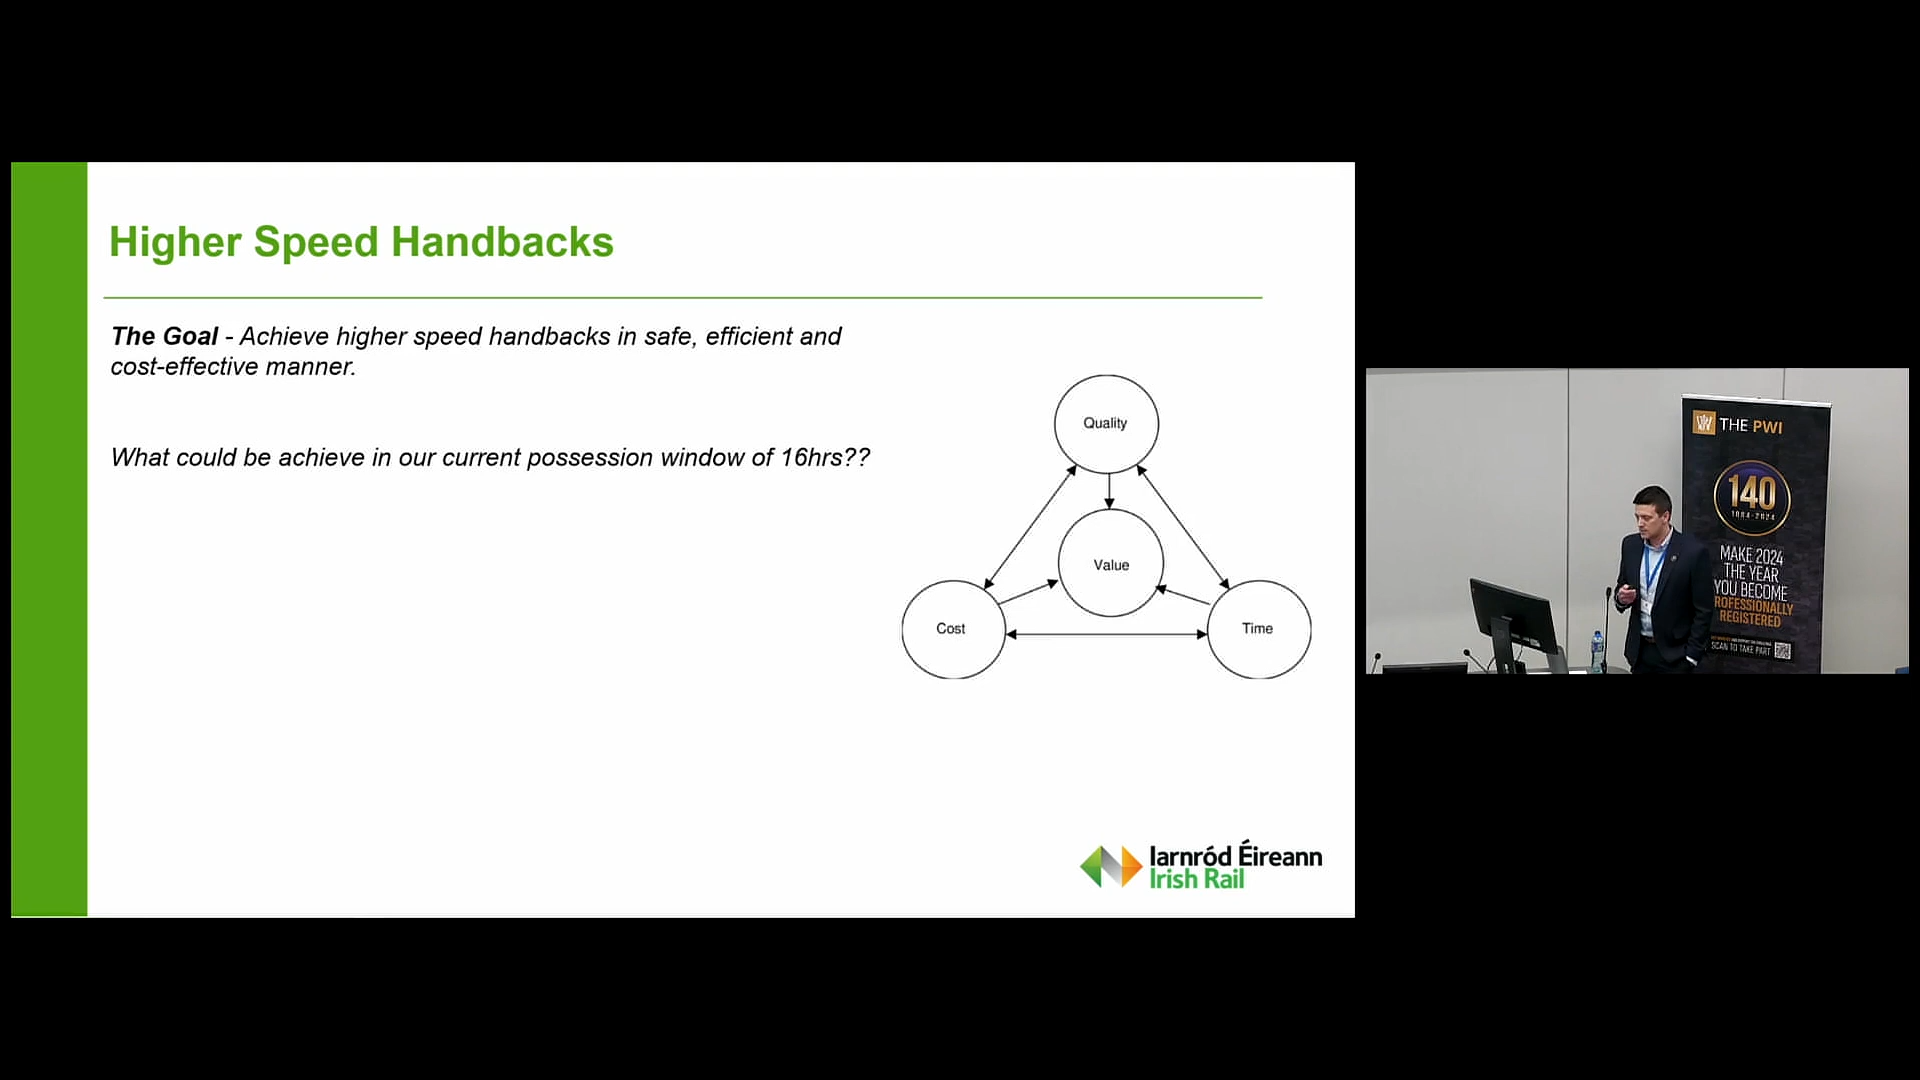 Higher Speed Handbacks
The Goal - Achieve higher speed handbacks in safe, efficient and
cost-effective manner.
What could be achieve in our current possession window of 16hrs??
Quality
Value
Cost
Time
Iarnród Éireann
Irish Rail
THE PWI
140
1884-2024
MAKE 2024
THE YEAR
YOU BECOME
ROFESSIONALLY
REGISTERED
SCAN TO TAKE PART